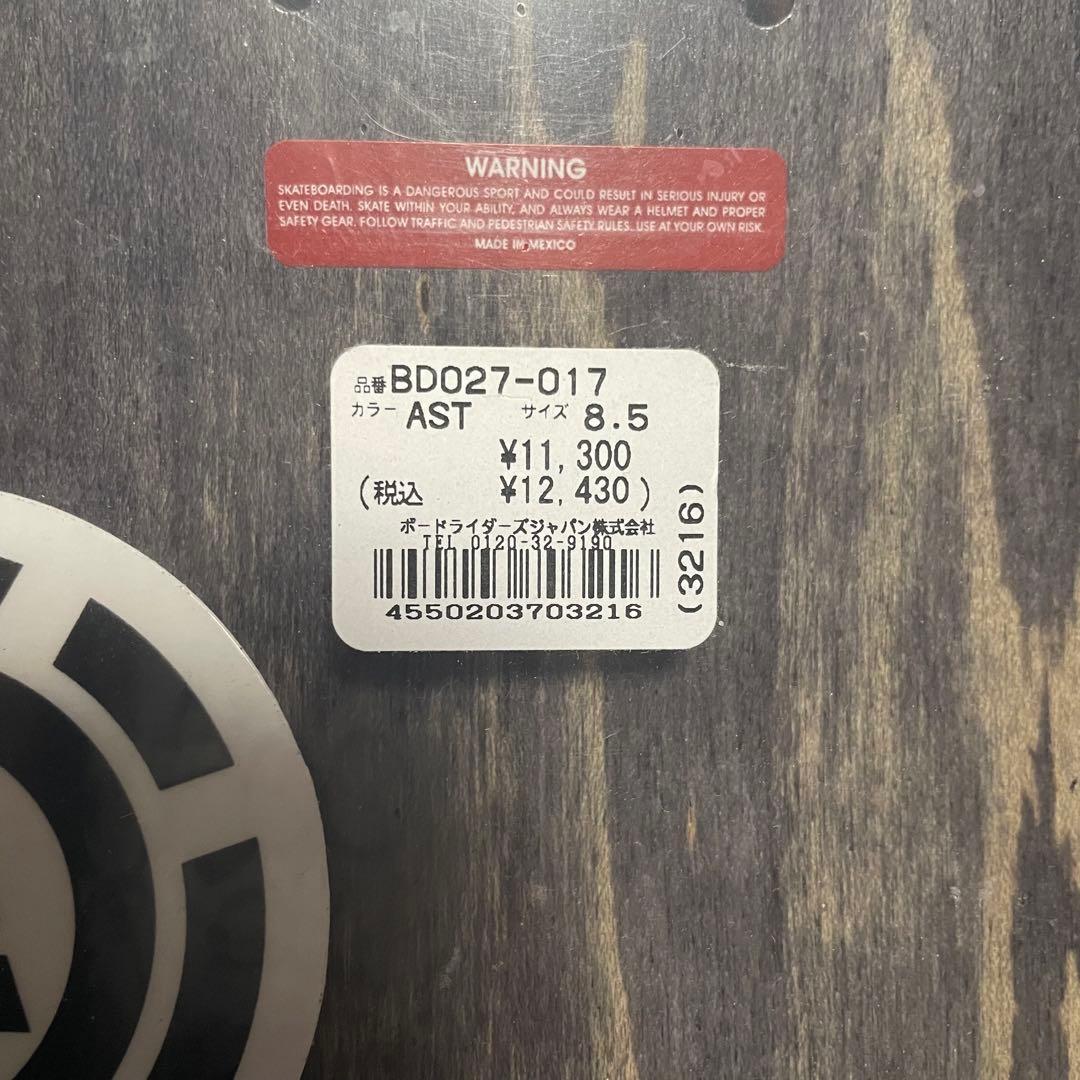 WARNING
SKATEBOARDING IS A DANGEROUS SPORT AND COULD RESULT IN SERIOUS INJURY OR
EVEN DEATH. SKATE WITHIN YOUR ABILITY, AND ALWAYS WEAR A HELMET AND PROPER
SAFETY GEAR. FOLLOW TRAFFIC AND PEDESTRIAN SAFETY RULES. USE AT YOUR OWN RISK.
MADE IN MEXICO
品番 BD027-017
カラー AST サイズ 8.5
¥11,300
(税込 ¥12,430)
ボードライダーズジャパン株式会社
TEL 0120-32-9190
4550203703216
(3216)